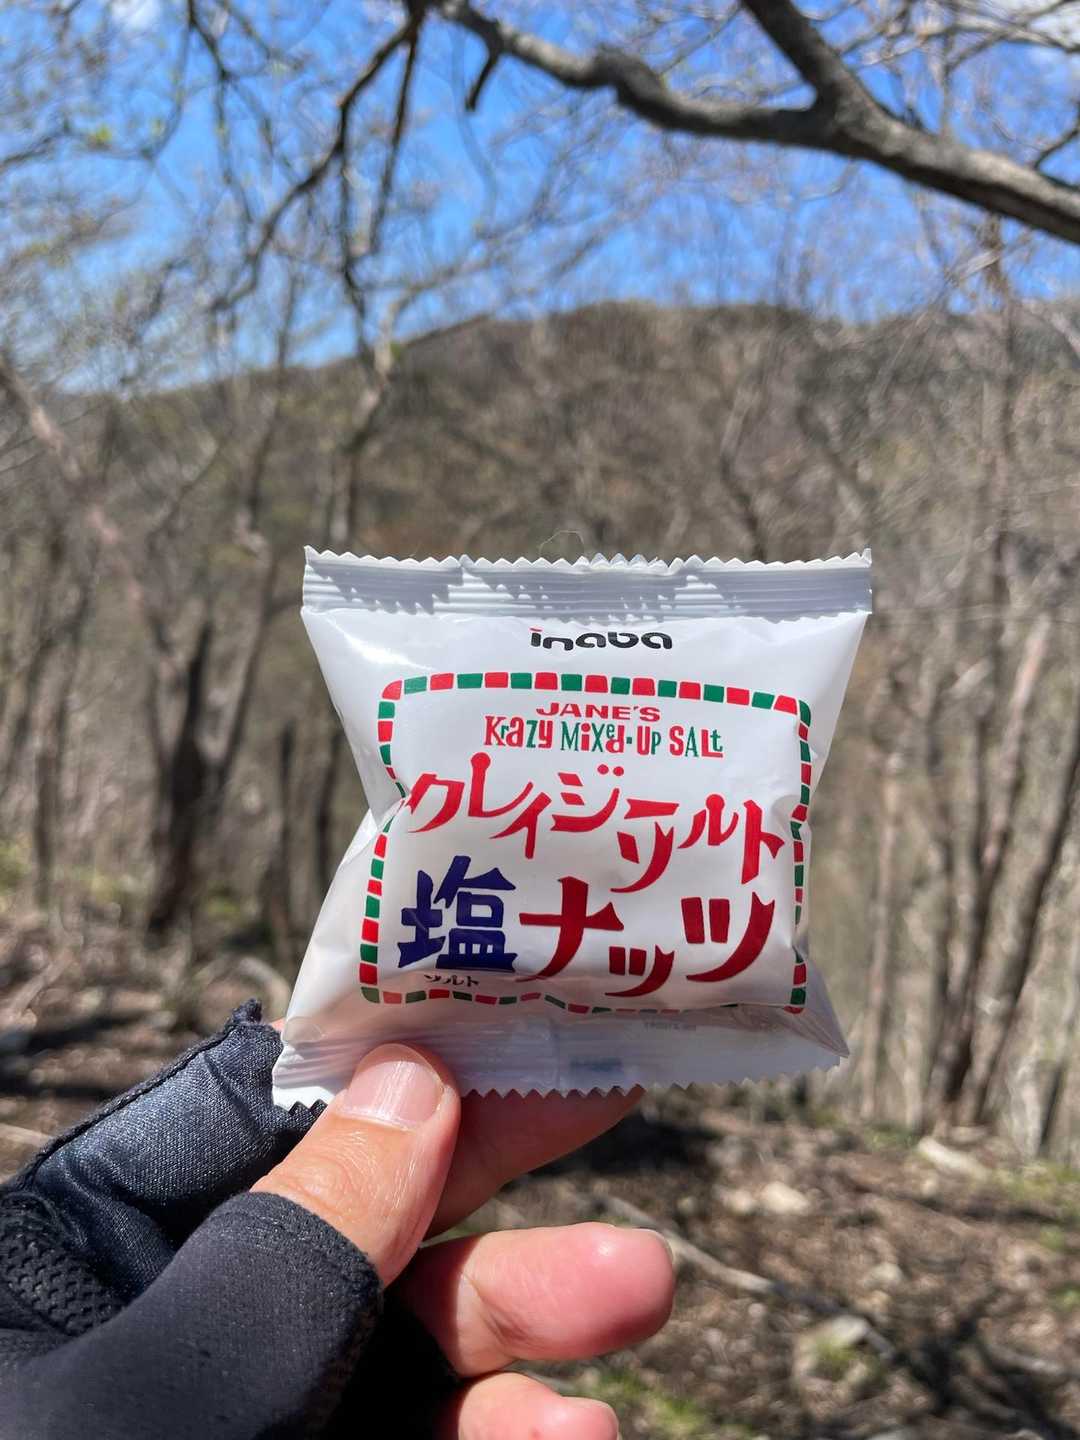 inaba
JANE'S
KRaZy MiXed-UP SALt
クレイジーソルト
塩ナッツ
ソルト